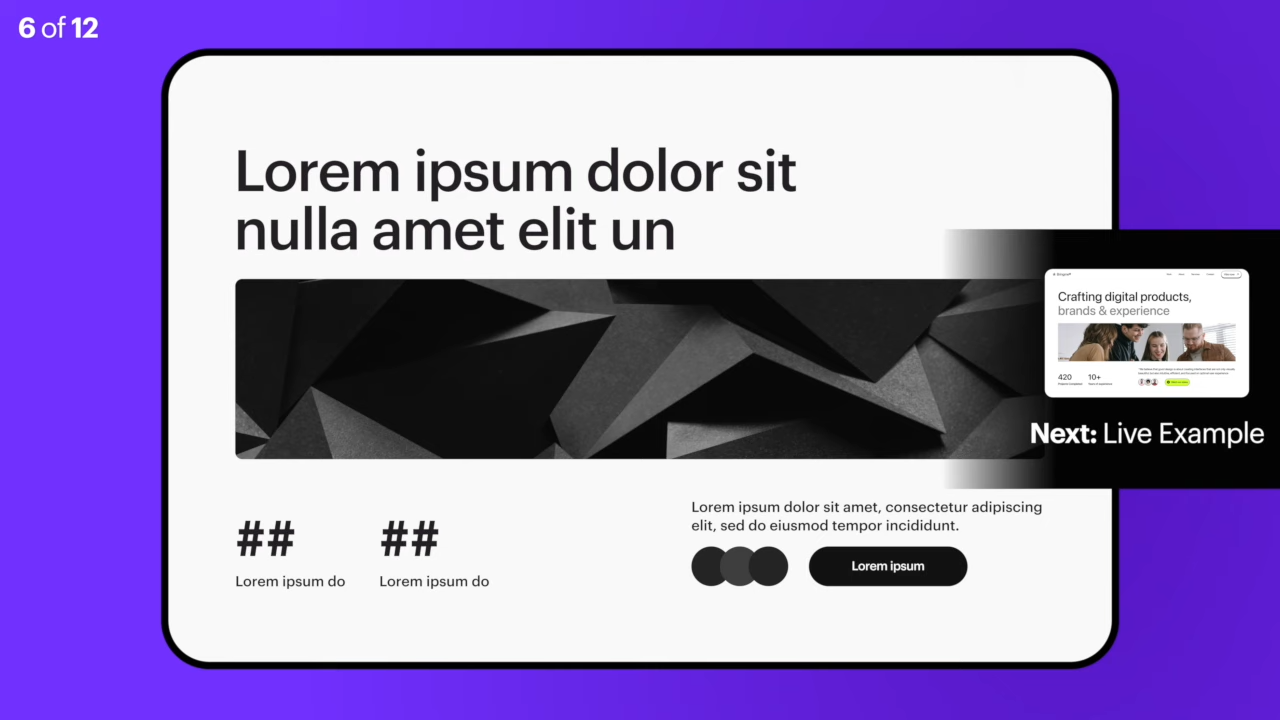 6 of 12
Lorem ipsum dolor sit
nulla amet elit un
Crafting digital products,
brands & experience
420
10+
Next: Live Example
Lorem ipsum dolor sit amet, consectetur adipiscing
elit, sed do eiusmod tempor incididunt.
##
##
Lorem ipsum do
Lorem ipsum do
Lorem ipsum